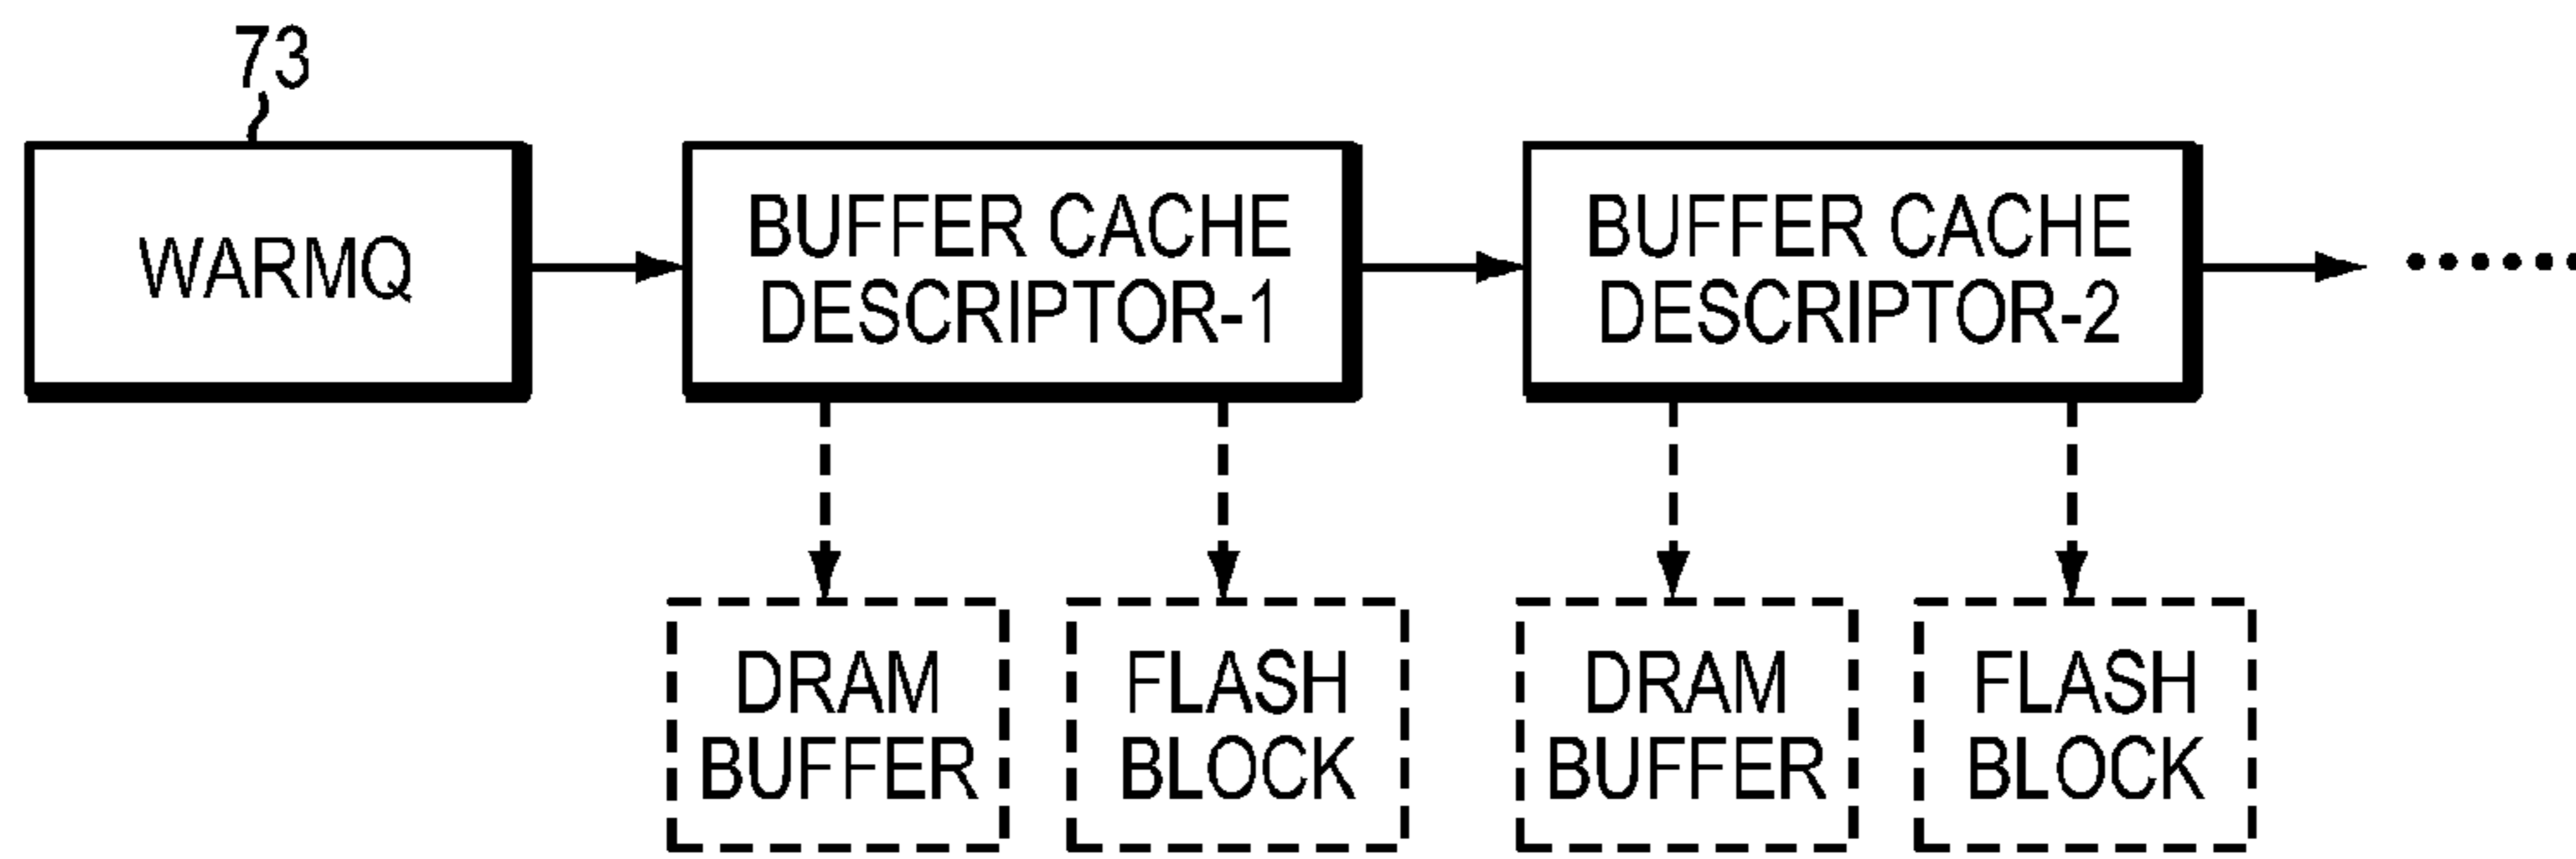 73
WARMQ
BUFFER CACHE
DESCRIPTOR-1
BUFFER CACHE
DESCRIPTOR-2
DRAM
BUFFER
FLASH
BLOCK
DRAM
BUFFER
FLASH
BLOCK